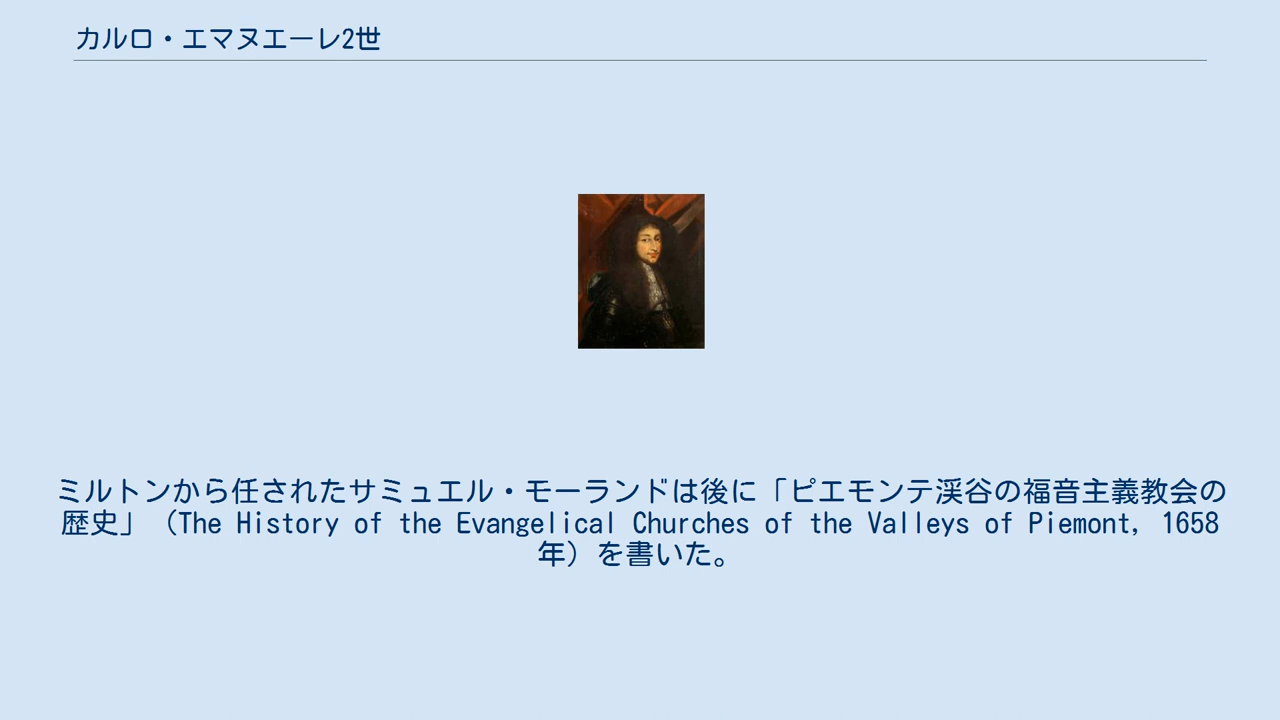 カルロ・エマヌエーレ2世
ミルトンから任されたサミュエル・モーランドは後に「ピエモンテ渓谷の福音主義教会の
歴史」（The History of the Evangelical Churches of the Valleys of Piemont, 1658
年）を書いた。